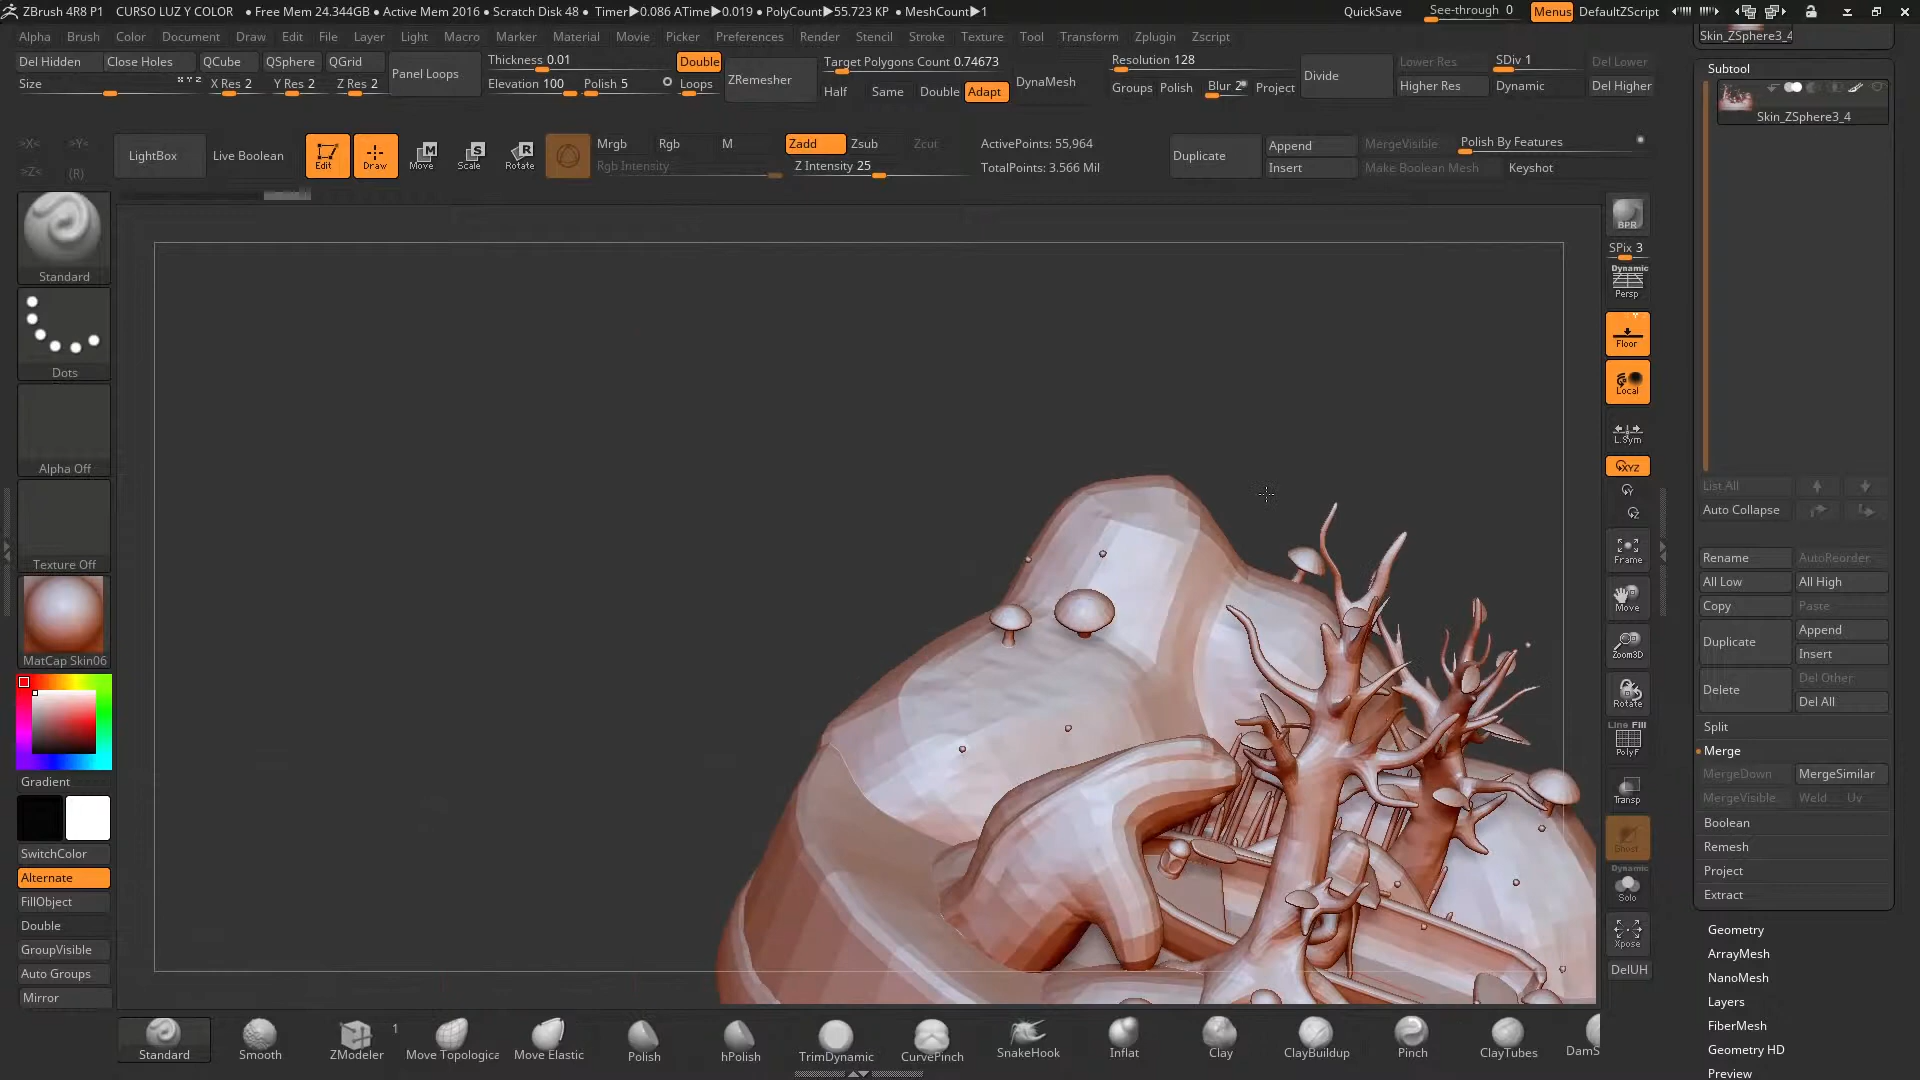 ZBrush 4R8 P1 CURSO LUZ Y COLOR ● Free Mem 24.344GB ● Active Mem 2016 ● Scratch Disk 48 ● Timer▶0.086 ATime▶0.019 ● PolyCount▶55.723 KP ● MeshCount▶1 QuickSave See-through 0 Menus DefaultZScript
Alpha Brush Color Document Draw Edit File Layer Light Macro Marker Material Movie Picker Preferences Render Stencil Stroke Texture Tool Transform Zplugin Zscript
Skin_ZSphere3_4
Del Hidden Close Holes QCube QSphere QGrid Panel Loops Thickness 0.01 Double ZRemesher Target Polygons Count 0.74673 DynaMesh Resolution 128 Divide Lower Res SDiv 1 Del Lower
Size X Res 2 Y Res 2 Z Res 2 Elevation 100 Polish 5 Loops Half Same Double Adapt Groups Polish Blur 2 Project Higher Res Dynamic Del Higher
>X< >Y< LightBox Live Boolean Edit Draw Move Scale Rotate Mrgb Rgb M Zadd Zsub Zcut ActivePoints: 55,964 Duplicate Append MergeVisible Polish By Features
>Z< (R) Rgb Intensity Z Intensity 25 TotalPoints: 3.566 Mil Insert Make Boolean Mesh Keyshot
Standard
Dots
Alpha Off
Texture Off
MatCap Skin06
Gradient
SwitchColor
Alternate
FillObject
Double
GroupVisible
Auto Groups
Mirror
BPR
SPix 3
Dynamic
Persp
Floor
Local
L.Sym
XYZ
Frame
Move
Zoom3D
Rotate
Line Fill
PolyF
Transp
Ghost
Dynamic
Solo
Xpose
DelUH
Subtool
Skin_ZSphere3_4
List All
Auto Collapse
Rename AutoReorder
All Low All High
Copy Paste
Duplicate Append
Insert
Delete Del Other
Del All
Split
Merge
MergeDown MergeSimilar
MergeVisible Weld Uv
Boolean
Remesh
Project
Extract
Geometry
ArrayMesh
NanoMesh
Layers
FiberMesh
Geometry HD
Preview
Standard Smooth ZModeler 1 Move Topologica Move Elastic Polish hPolish TrimDynamic CurvePinch SnakeHook Inflat Clay ClayBuildup Pinch ClayTubes DamS